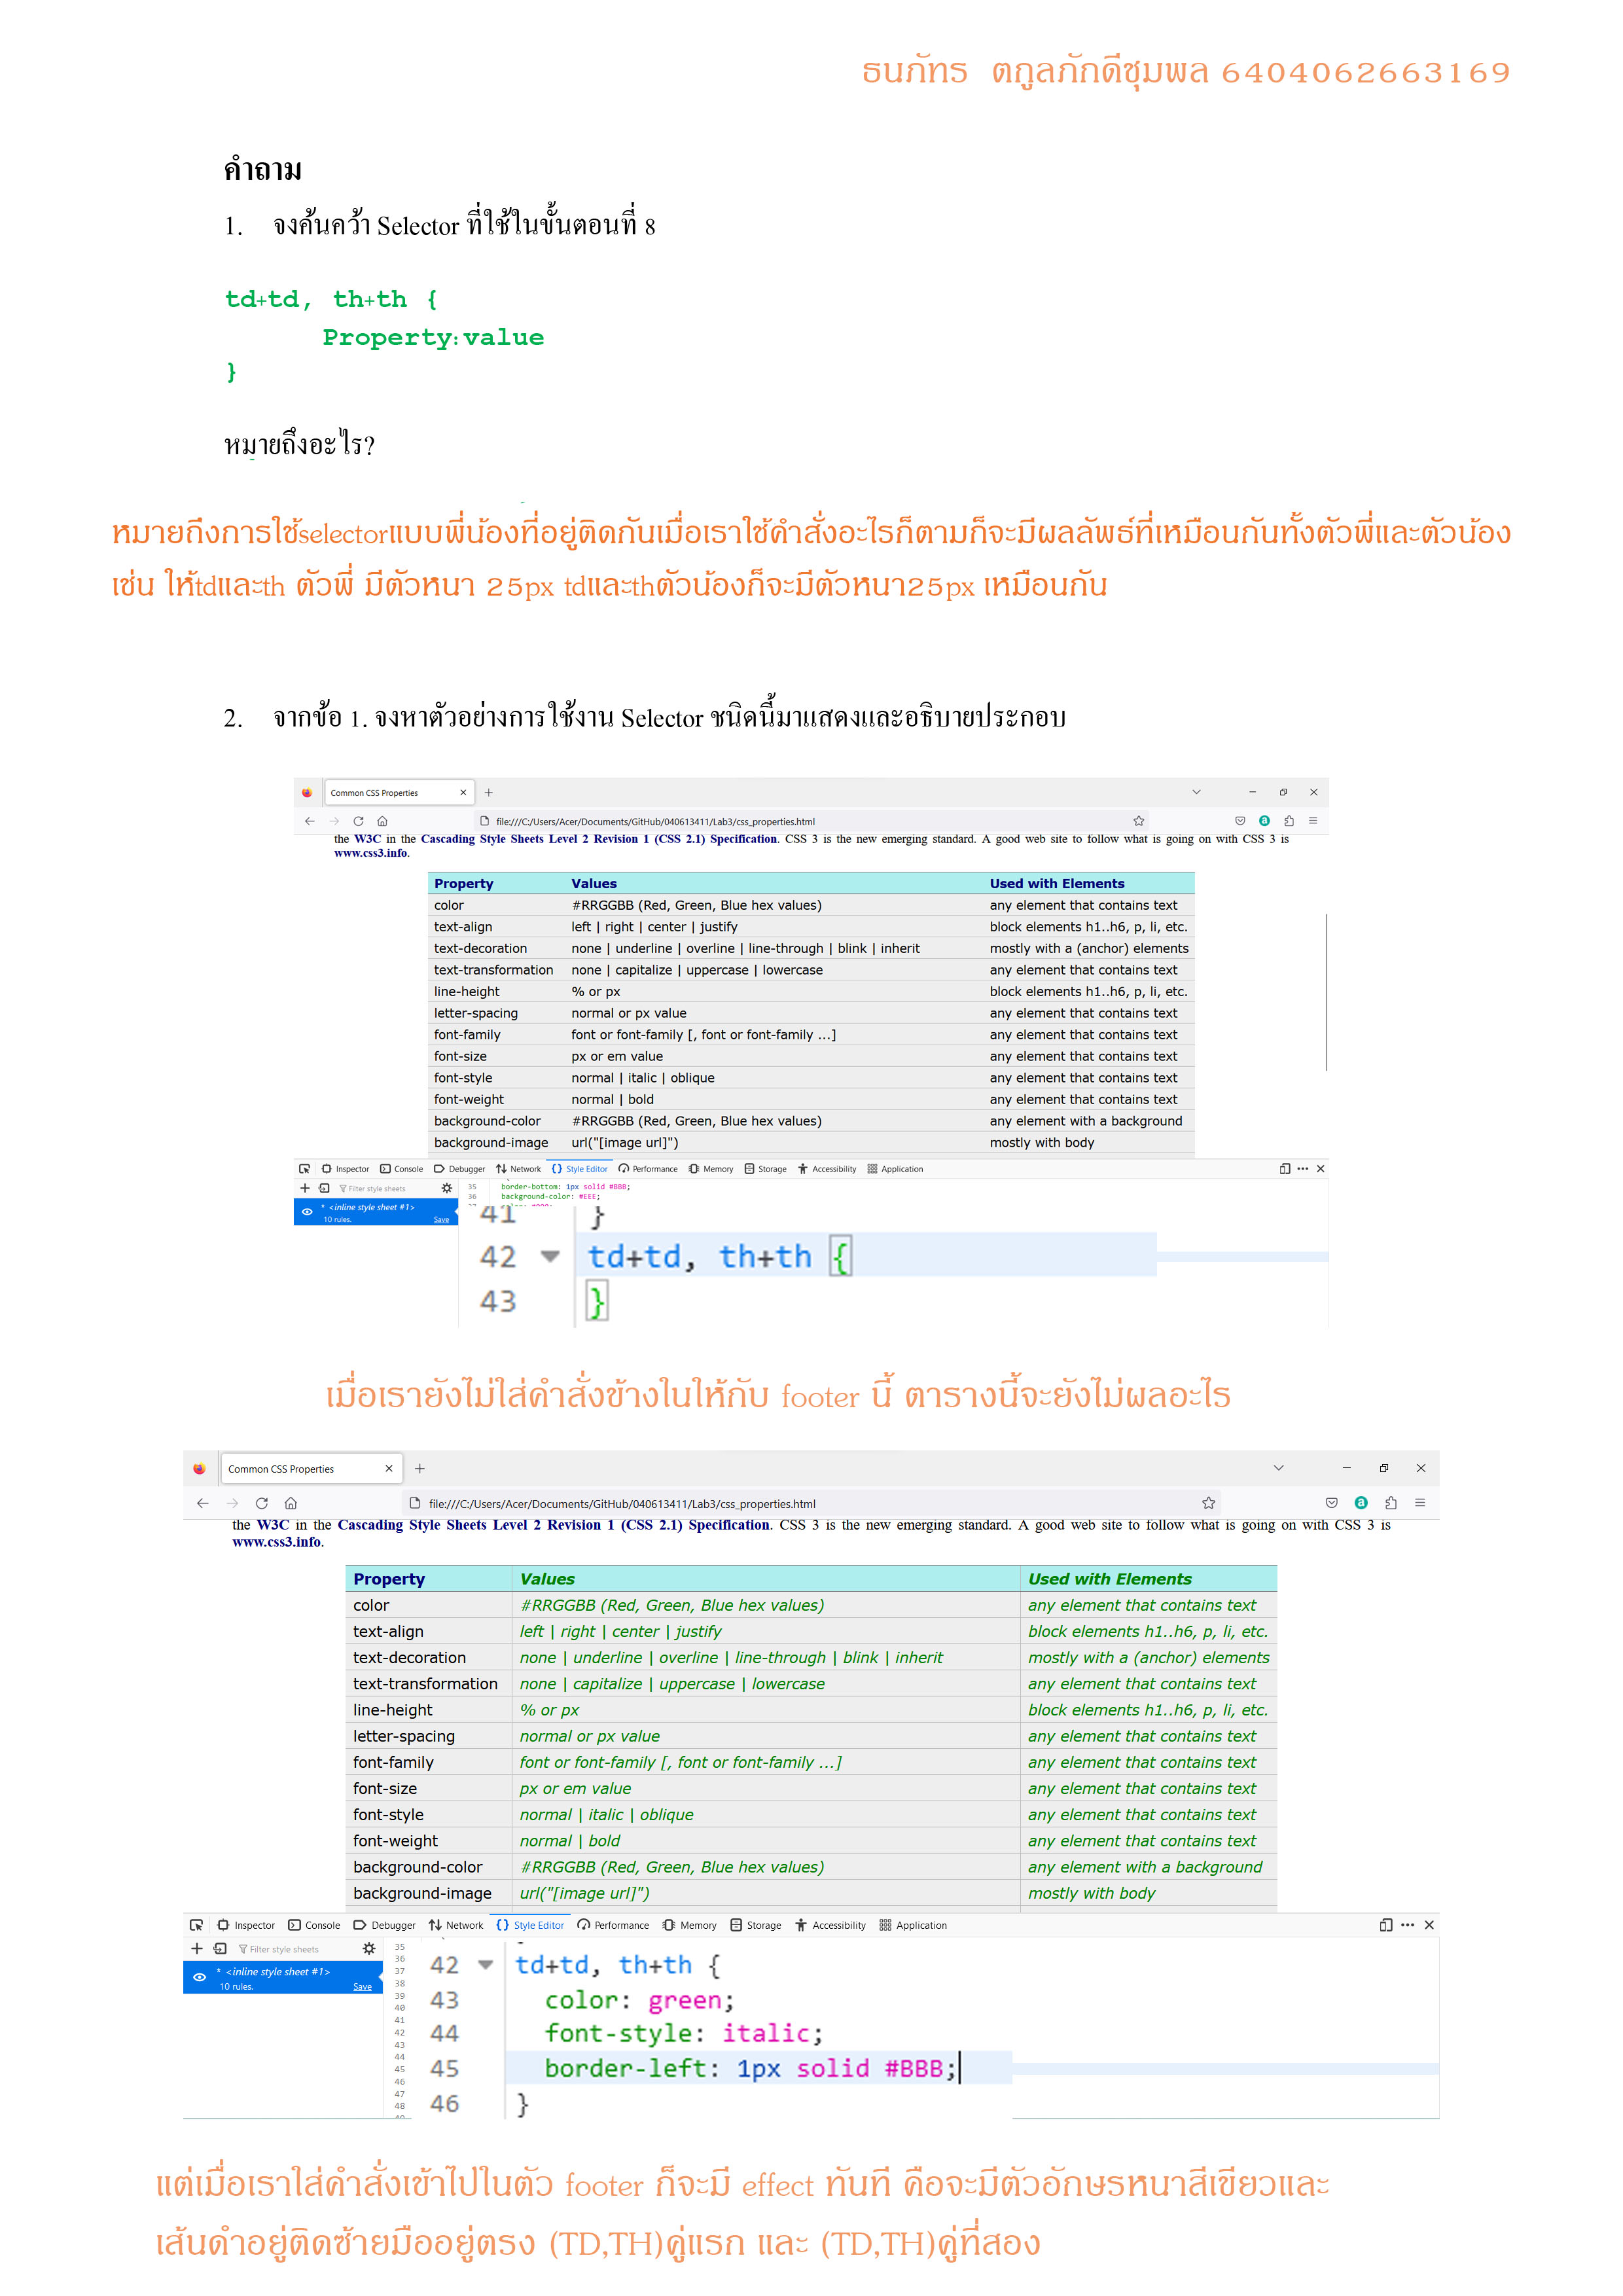 ธนภัทร ตฤลภักดีชุมพล 6404062663169
คำถาม
1. จงค้นคว้า Selector ที่ใช้ในขั้นตอนที่ 8
td+td, th+th {
Property:value
}
หมายถึงอะไร?
หมายถึงการใช้selectorแบบพี่น้องที่อยู่ติดกันเมื่อเราใช้คำสั่งอะไรก็ตามก็จะมีผลลัพธ์ที่เหมือนกันทั้งตัวพี่และตัวน้อง
เช่น ให้tdและth ตัวพี่ มีตัวหนา 25px tdและthตัวน้องก็จะมีตัวหนา25px เหมือนกัน
2. จากข้อ 1. จงหาตัวอย่างการใช้งาน Selector ชนิดนี้มาแสดงและอธิบายประกอบ
Common CSS Properties
file:///C:/Users/Acer/Documents/GitHub/040613411/Lab3/css_properties.html
the W3C in the Cascading Style Sheets Level 2 Revision 1 (CSS 2.1) Specification. CSS 3 is the new emerging standard. A good web site to follow what is going on with CSS 3 is
www.css3.info.
Property Values Used with Elements
color #RRGGBB (Red, Green, Blue hex values) any element that contains text
text-align left | right | center | justify block elements h1..h6, p, li, etc.
text-decoration none | underline | overline | line-through | blink | inherit mostly with a (anchor) elements
text-transformation none | capitalize | uppercase | lowercase any element that contains text
line-height % or px block elements h1..h6, p, li, etc.
letter-spacing normal or px value any element that contains text
font-family font or font-family [, font or font-family ...] any element that contains text
font-size px or em value any element that contains text
font-style normal | italic | oblique any element that contains text
font-weight normal | bold any element that contains text
background-color #RRGGBB (Red, Green, Blue hex values) any element with a background
background-image url("[image url]") mostly with body
Inspector Console Debugger Network Style Editor Performance Memory Storage Accessibility Application
Filter style sheets
* <inline style sheet #1>
10 rules. Save
35 border-bottom: 1px solid #BBB;
36 background-color: #EEE;
41 }
42 td+td, th+th {
43 }
เมื่อเรายังไม่ใส่คำสั่งข้างในให้กับ footer นี้ ตารางนี้จะยังไม่ผลอะไร
Common CSS Properties
file:///C:/Users/Acer/Documents/GitHub/040613411/Lab3/css_properties.html
the W3C in the Cascading Style Sheets Level 2 Revision 1 (CSS 2.1) Specification. CSS 3 is the new emerging standard. A good web site to follow what is going on with CSS 3 is
www.css3.info.
Property Values Used with Elements
color #RRGGBB (Red, Green, Blue hex values) any element that contains text
text-align left | right | center | justify block elements h1..h6, p, li, etc.
text-decoration none | underline | overline | line-through | blink | inherit mostly with a (anchor) elements
text-transformation none | capitalize | uppercase | lowercase any element that contains text
line-height % or px block elements h1..h6, p, li, etc.
letter-spacing normal or px value any element that contains text
font-family font or font-family [, font or font-family ...] any element that contains text
font-size px or em value any element that contains text
font-style normal | italic | oblique any element that contains text
font-weight normal | bold any element that contains text
background-color #RRGGBB (Red, Green, Blue hex values) any element with a background
background-image url("[image url]") mostly with body
Inspector Console Debugger Network Style Editor Performance Memory Storage Accessibility Application
Filter style sheets
* <inline style sheet #1>
10 rules. Save
35
36
37
38
39
40
41
42
43
44
45
46
47
48
42 td+td, th+th {
43 color: green;
44 font-style: italic;
45 border-left: 1px solid #BBB;
46 }
แต่เมื่อเราใส่คำสั่งเข้าไปในตัว footer ก็จะมี effect ทันที คือจะมีตัวอักษรหนาสีเขียวและ
เส้นดำอยู่ติดซ้ายมืออยู่ตรง (TD,TH)คู่แรก และ (TD,TH)คู่ที่สอง